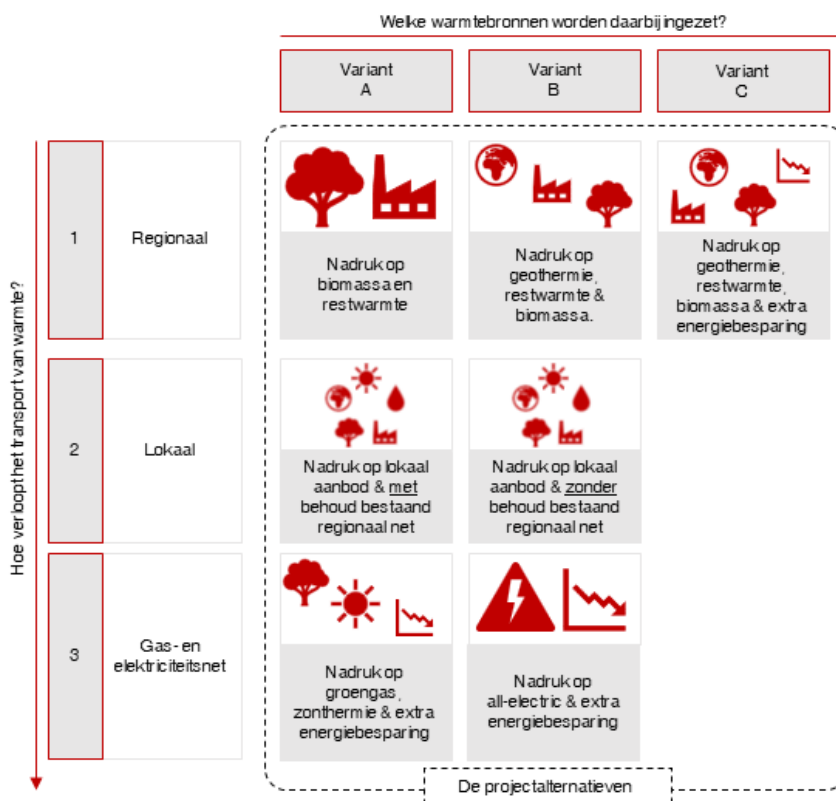 Welke warmtebronnen worden daarbij ingezet?
Variant
A
Variant
B
Variant
C
Hoe verloopt het transport van warmte?
1
Regionaal
Nadruk op
biomassa en
restwarmte
Nadruk op
geothermie,
restwarmte &
biomassa.
Nadruk op
geothermie,
restwarmte,
biomassa & extra
energiebesparing
2
Lokaal
Nadruk op lokaal
aanbod & met
behoud bestaand
regionaal net
Nadruk op lokaal
aanbod & zonder
behoud bestaand
regionaal net
3
Gas- en
elektriciteitsnet
Nadruk op
groengas,
zonthermie & extra
energiebesparing
Nadruk op
all-electric & extra
energiebesparing
De projectalternatieven